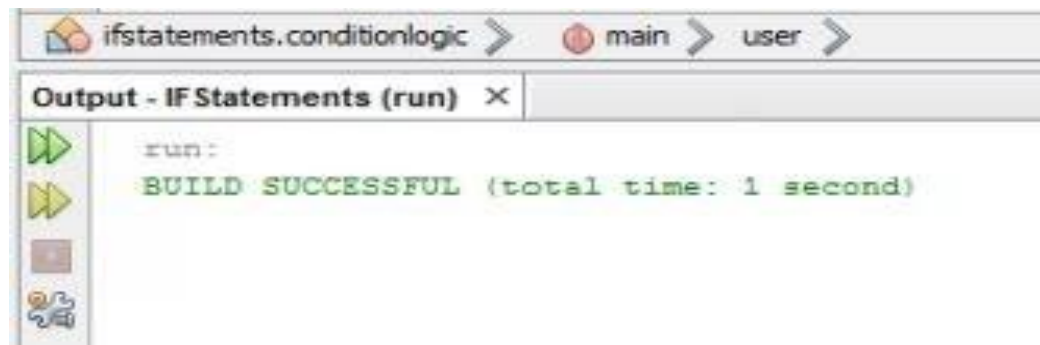 ifstatements.conditionlogic main user
Output - IF Statements (run)
run:
BUILD SUCCESSFUL (total time: 1 second)